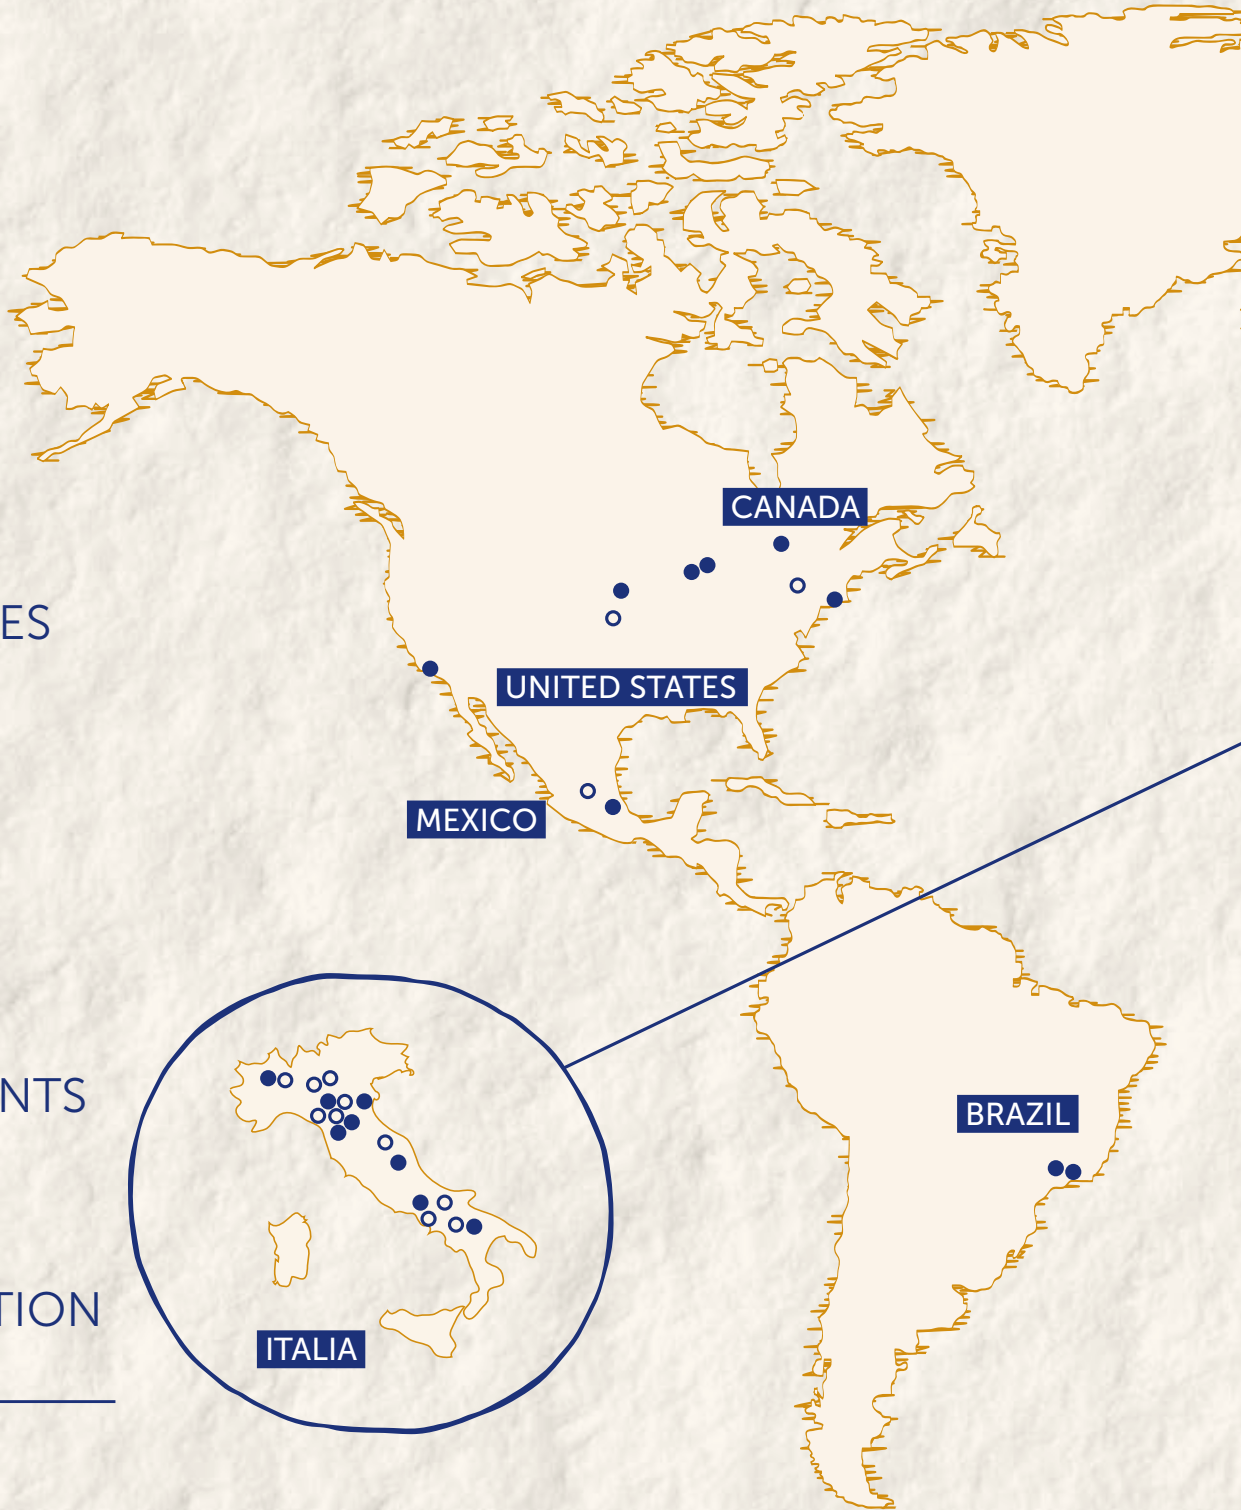 CANADA
ES
UNITED STATES
MEXICO
NTS
BRAZIL
TION
ITALIA